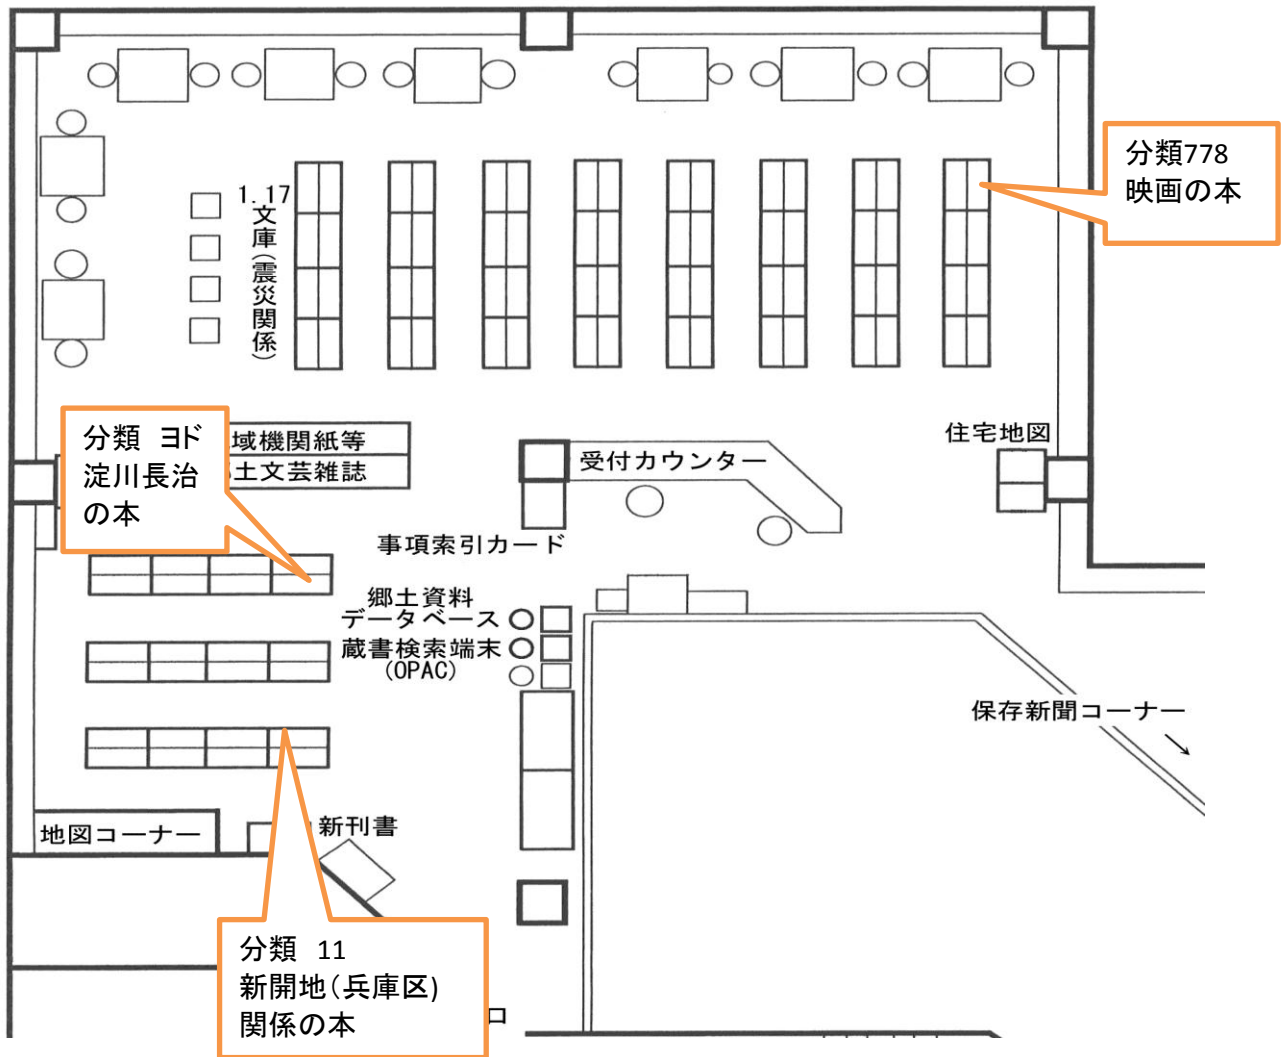 分類778
映画の本
1.17
文庫(震災関係)
分類 ヨド
淀川長治
の本
域機関紙等
土文芸雑誌
受付カウンター
住宅地図
事項索引カード
郷土資料
データベース
蔵書検索端末
(OPAC)
保存新聞コーナー
地図コーナー
新刊書
分類 11
新開地(兵庫区)
関係の本
口